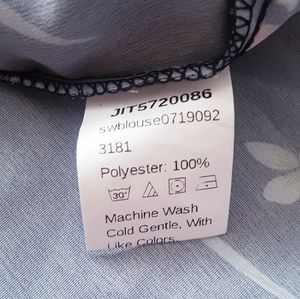 JIT5720086
swblouse0719092
3181
Polyester: 100%
30°
Machine Wash
Cold Gentle, With
Like Colors.